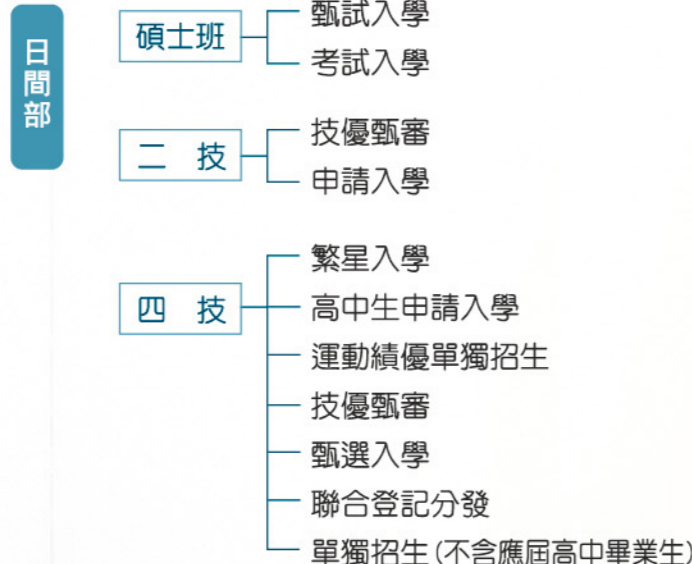 日間部
碩士班
甄試入學
考試入學
二 技
技優甄審
申請入學
四 技
繁星入學
高中生申請入學
運動績優單獨招生
技優甄審
甄選入學
聯合登記分發
單獨招生(不含應屆高中畢業生)